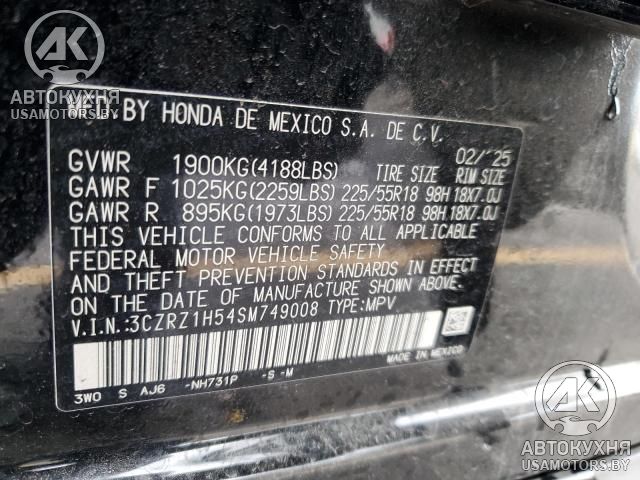 AK
АВТОКУХНЯ
USAMOTORS.BY
MFD. BY HONDA DE MEXICO S.A. DE C.V.
02/25
GVWR 1900KG(4188LBS) TIRE SIZE RIM SIZE
GAWR F 1025KG(2259LBS) 225/55R18 98H 18X7.0J
GAWR R 895KG(1973LBS) 225/55R18 98H 18X7.0J
THIS VEHICLE CONFORMS TO ALL APPLICABLE
FEDERAL MOTOR VEHICLE SAFETY
AND THEFT PREVENTION STANDARDS IN EFFECT
ON THE DATE OF MANUFACTURE SHOWN ABOVE.
V.I.N.:3CZRZ1H54SM749008 TYPE:MPV
MADE IN MEXICO
3W0 S AJ6 -NH731P -S -M
AK
АВТОКУХНЯ
USAMOTORS.BY